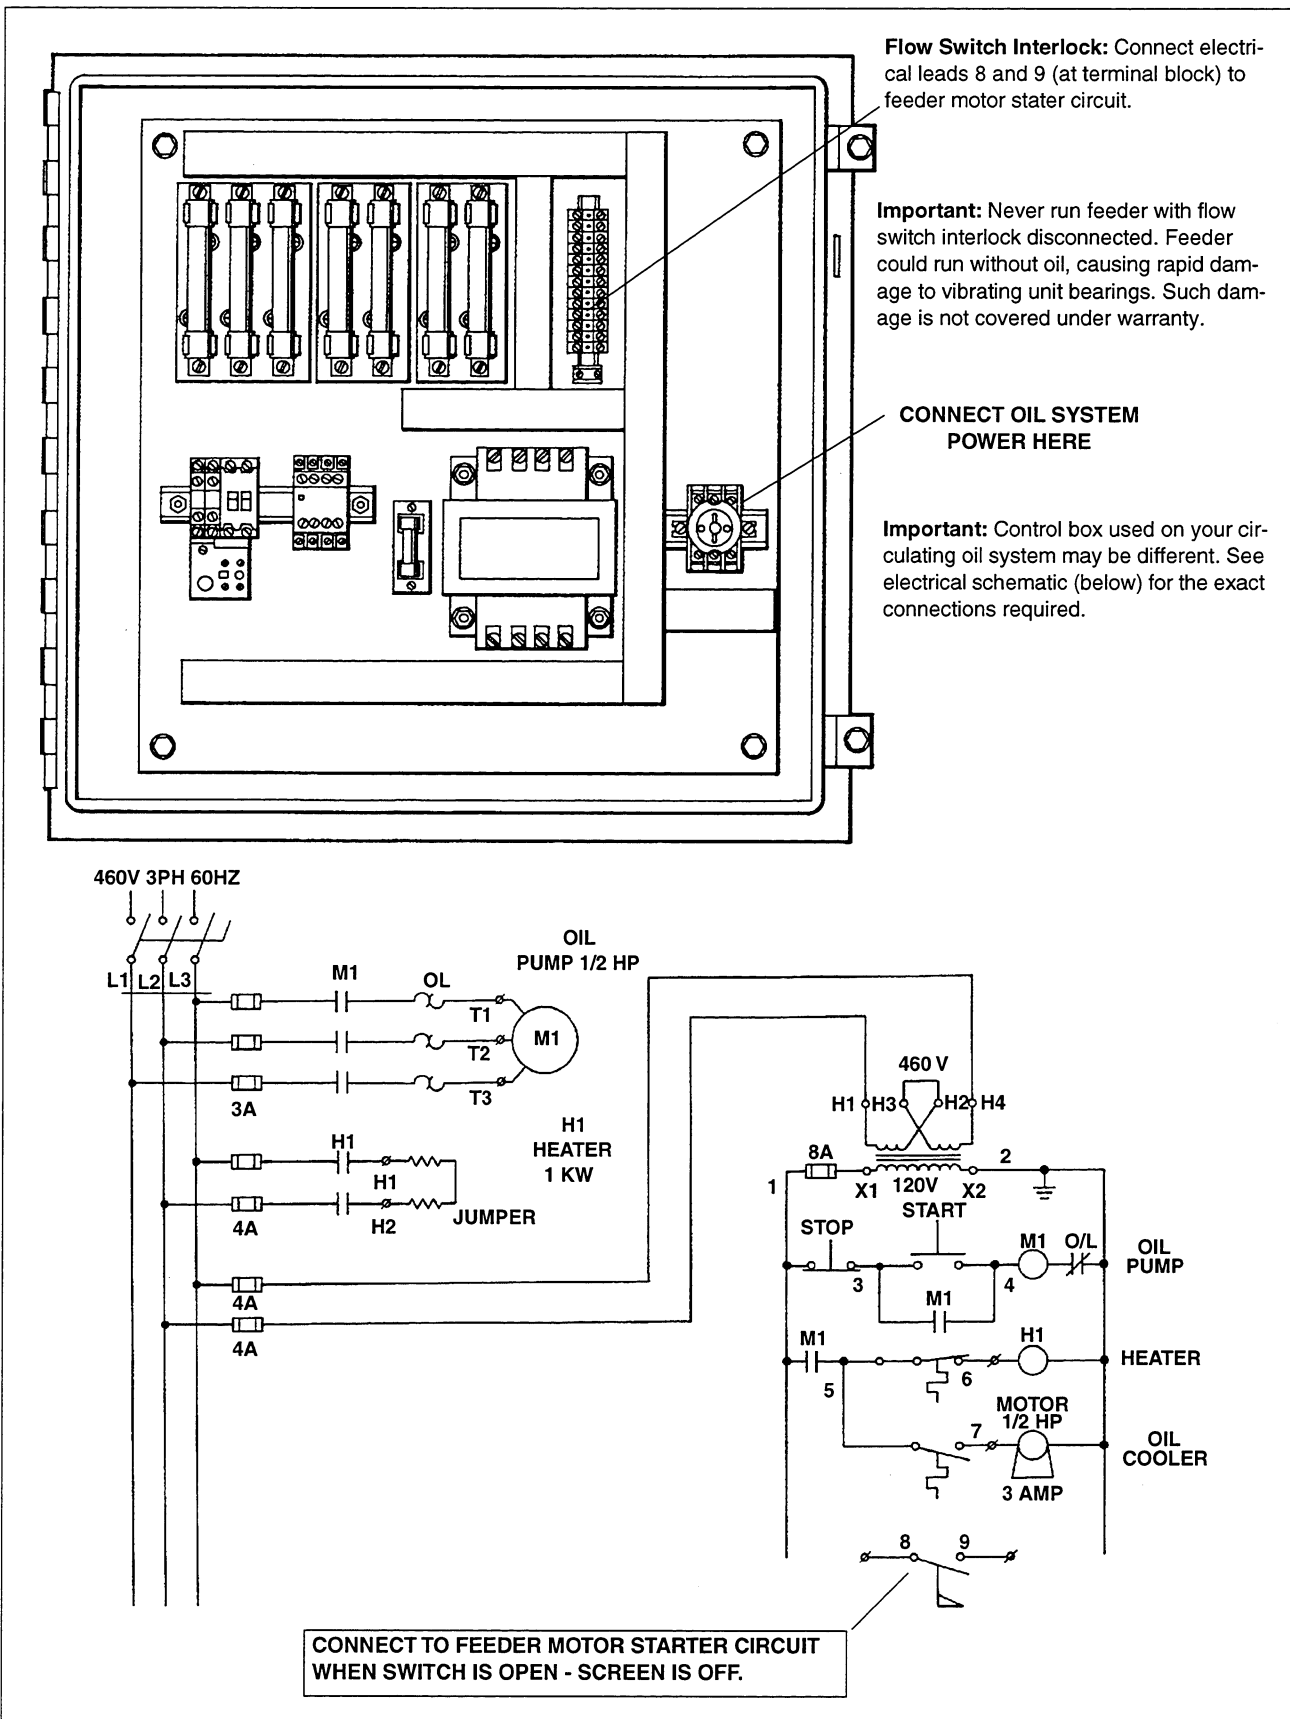 Flow Switch Interlock: Connect electri-
cal leads 8 and 9 (at terminal block) to
feeder motor stater circuit.
Important: Never run feeder with flow
switch interlock disconnected. Feeder
could run without oil, causing rapid dam-
age to vibrating unit bearings. Such dam-
age is not covered under warranty.
CONNECT OIL SYSTEM
POWER HERE
Important: Control box used on your cir-
culating oil system may be different. See
electrical schematic (below) for the exact
connections required.
460V 3PH 60HZ
L1 L2 L3
OIL
PUMP 1/2 HP
M1
OL
T1
M1
T2
T3
3A
H1
HEATER
1 KW
H1
H1
H2
JUMPER
4A
4A
4A
460 V
H1 H3 H2 H4
8A
2
1
X1 120V X2
START
STOP
M1 O/L
OIL
PUMP
3
4
M1
M1
H1
HEATER
5
6
MOTOR
1/2 HP
7
OIL
COOLER
3 AMP
8 9
CONNECT TO FEEDER MOTOR STARTER CIRCUIT
WHEN SWITCH IS OPEN - SCREEN IS OFF.